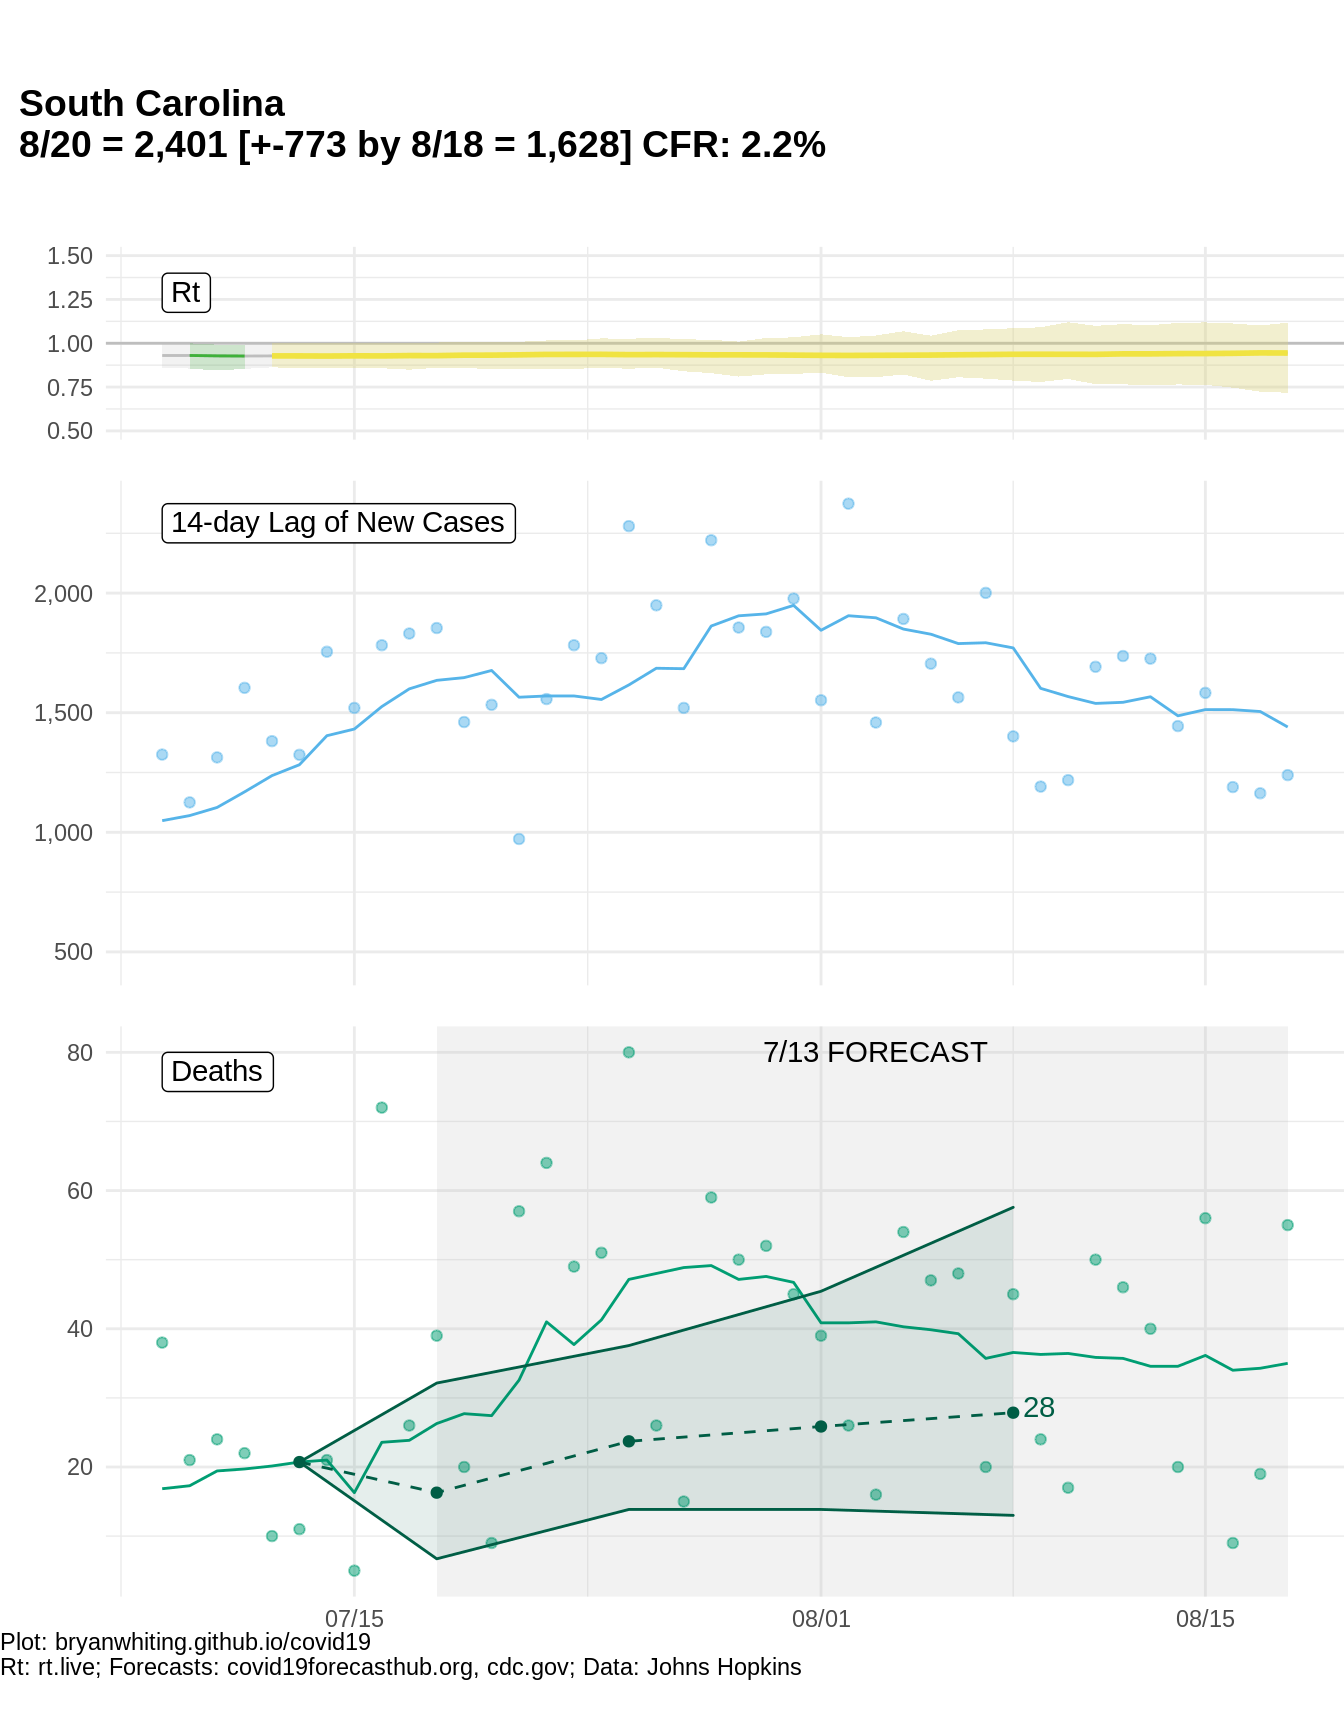 South Carolina
8/20 = 2,401 [+-773 by 8/18 = 1,628] CFR: 2.2%
1.50
Rt
1.25
1.00
0.75
0.50
14-day Lag of New Cases
2,000
1,500
1,000
500
7/13 FORECAST
80
Deaths
60
40
28
20
07/15 08/01 08/15
Plot: bryanwhiting.github.io/covid19
Rt: rt.live; Forecasts: covid19forecasthub.org, cdc.gov; Data: Johns Hopkins